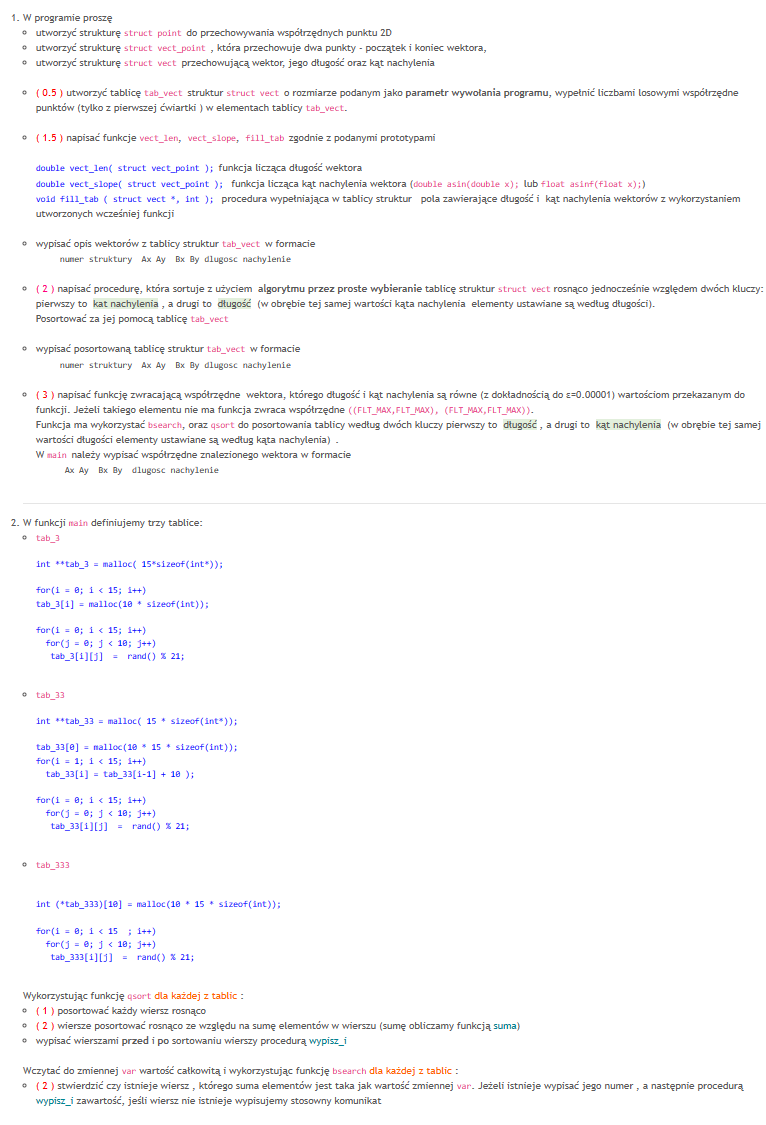 1. W programie proszę
utworzyć strukturę struct point do przechowywania współrzędnych punktu 2D
utworzyć strukturę struct vect_point , która przechowuje dwa punkty - początek i koniec wektora,
utworzyć strukturę struct vect przechowującą wektor, jego długość oraz kąt nachylenia
( 0.5 ) utworzyć tablicę tab_vect struktur struct vect o rozmiarze podanym jako parametr wywołania programu, wypełnić liczbami losowymi współrzędne
punktów (tylko z pierwszej ćwiartki ) w elementach tablicy tab_vect.
( 1.5 ) napisać funkcje vect_len, vect_slope, fill_tab zgodnie z podanymi prototypami
double vect_len( struct vect_point ); funkcja licząca długość wektora
double vect_slope( struct vect_point ); funkcja licząca kąt nachylenia wektora (double asin(double x); lub float asinf(float x);)
void fill_tab ( struct vect *, int ); procedura wypełniająca w tablicy struktur pola zawierające długość i kąt nachylenia wektorów z wykorzystaniem
utworzonych wcześniej funkcji
wypisać opis wektorów z tablicy struktur tab_vect w formacie
numer struktury Ax Ay Bx By dlugosc nachylenie
( 2 ) napisać procedurę, która sortuje z użyciem algorytmu przez proste wybieranie tablicę struktur struct vect rosnąco jednocześnie względem dwóch kluczy:
pierwszy to kat nachylenia , a drugi to długość (w obrębie tej samej wartości kąta nachylenia elementy ustawiane są według długości).
Posortować za jej pomocą tablicę tab_vect
wypisać posortowaną tablicę struktur tab_vect w formacie
numer struktury Ax Ay Bx By dlugosc nachylenie
( 3 ) napisać funkcję zwracającą współrzędne wektora, którego długość i kąt nachylenia są równe (z dokładnością do ε=0.00001) wartościom przekazanym do
funkcji. Jeżeli takiego elementu nie ma funkcja zwraca współrzędne ((FLT_MAX,FLT_MAX), (FLT_MAX,FLT_MAX)).
Funkcja ma wykorzystać bsearch, oraz qsort do posortowania tablicy według dwóch kluczy pierwszy to długość , a drugi to kąt nachylenia (w obrębie tej samej
wartości długości elementy ustawiane są według kąta nachylenia) .
W main należy wypisać współrzędne znalezionego wektora w formacie
Ax Ay Bx By dlugosc nachylenie
2. W funkcji main definiujemy trzy tablice:
tab_3
int **tab_3 = malloc( 15*sizeof(int*));
for(i = 0; i < 15; i++)
tab_3[i] = malloc(10 * sizeof(int));
for(i = 0; i < 15; i++)
for(j = 0; j < 10; j++)
tab_3[i][j] = rand() % 21;
tab_33
int **tab_33 = malloc( 15 * sizeof(int*));
tab_33[0] = malloc(10 * 15 * sizeof(int));
for(i = 1; i < 15; i++)
tab_33[i] = tab_33[i-1] + 10 );
for(i = 0; i < 15; i++)
for(j = 0; j < 10; j++)
tab_33[i][j] = rand() % 21;
tab_333
int (*tab_333)[10] = malloc(10 * 15 * sizeof(int));
for(i = 0; i < 15 ; i++)
for(j = 0; j < 10; j++)
tab_333[i][j] = rand() % 21;
Wykorzystując funkcję qsort dla każdej z tablic :
( 1 ) posortować każdy wiersz rosnąco
( 2 ) wiersze posortować rosnąco ze względu na sumę elementów w wierszu (sumę obliczamy funkcją suma)
wypisać wierszami przed i po sortowaniu wierszy procedurą wypisz_i
Wczytać do zmiennej var wartość całkowitą i wykorzystując funkcję bsearch dla każdej z tablic :
( 2 ) stwierdzić czy istnieje wiersz , którego suma elementów jest taka jak wartość zmiennej var. Jeżeli istnieje wypisać jego numer , a następnie procedurą
wypisz_i zawartość, jeśli wiersz nie istnieje wypisujemy stosowny komunikat